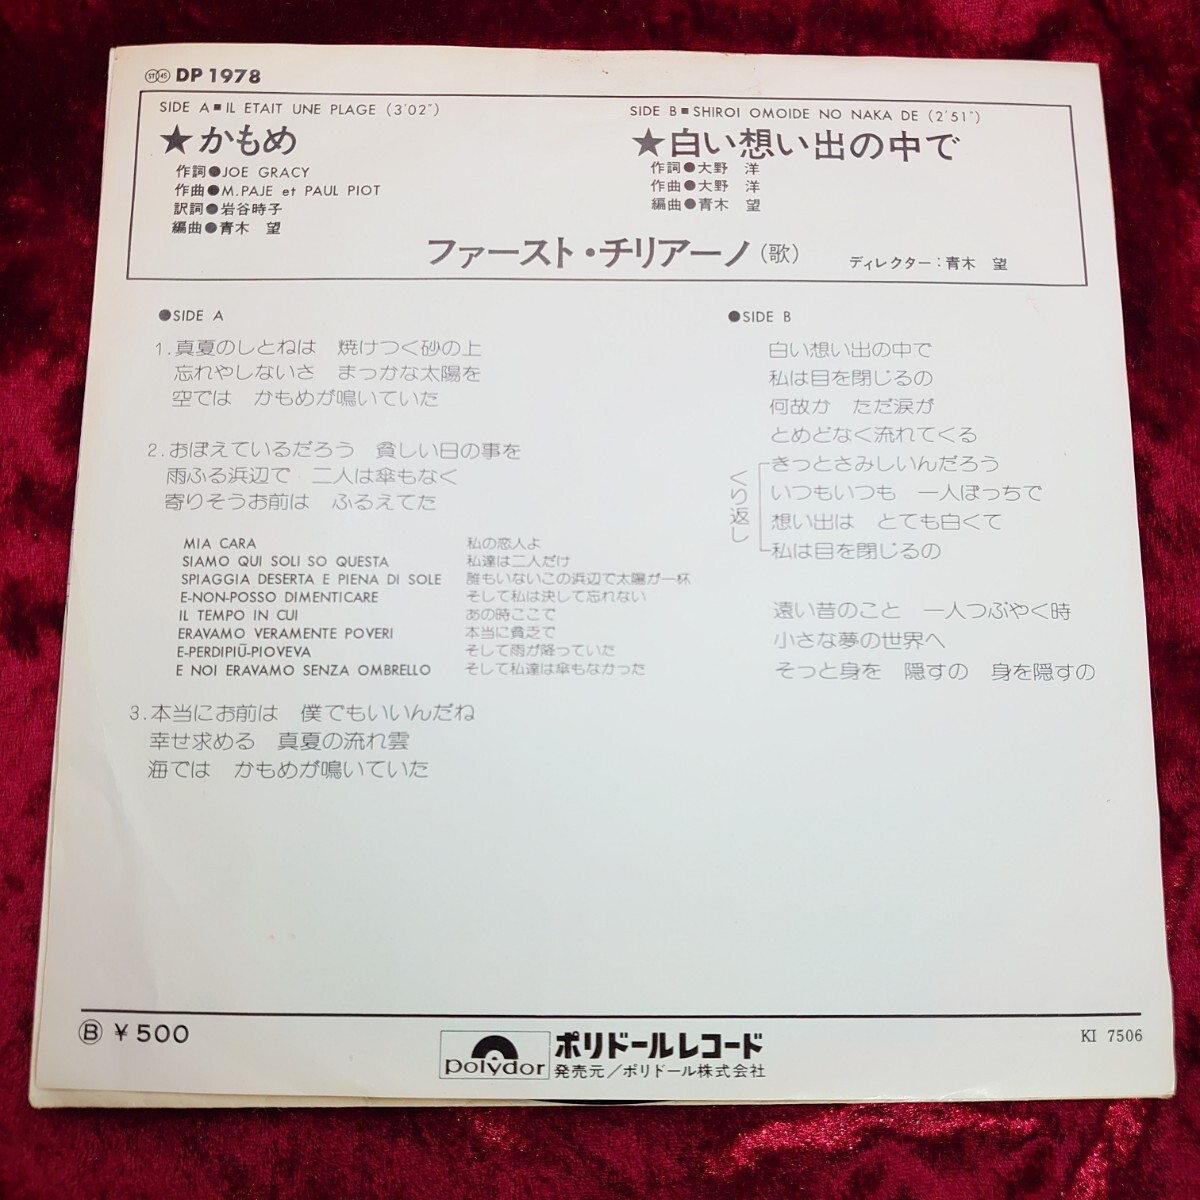 ST 45 DP 1978
SIDE A■IL ETAIT UNE PLAGE (3'02")
★かもめ
作詞●JOE GRACY
作曲●M.PAJE et PAUL PIOT
訳詞●岩谷時子
編曲●青木 望
SIDE B■SHIROI OMOIDE NO NAKA DE (2'51")
★白い想い出の中で
作詞●大野 洋
作曲●大野 洋
編曲●青木 望
ファースト・チリアーノ(歌) ディレクター:青木 望
●SIDE A
1.真夏のしとねは 焼けつく砂の上
忘れやしないさ まっかな太陽を
空では かもめが鳴いていた
2.おぼえているだろう 貧しい日の事を
雨ふる浜辺で 二人は傘もなく
寄りそうお前は ふるえてた
MIA CARA 私の恋人よ
SIAMO QUI SOLI SO QUESTA 私達は二人だけ
SPIAGGIA DESERTA E PIENA DI SOLE 誰もいないこの浜辺で太陽が一杯
E-NON-POSSO DIMENTICARE そして私は決して忘れない
IL TEMPO IN CUI あの時ここで
ERAVAMO VERAMENTE POVERI 本当に貧乏で
E-PERDIPIÜ-PIOVEVA そして雨が降っていた
E NOI ERAVAMO SENZA OMBRELLO そして私達は傘もなかった
3.本当にお前は 僕でもいいんだね
幸せ求める 真夏の流れ雲
海では かもめが鳴いていた
●SIDE B
白い想い出の中で
私は目を閉じるの
何故か ただ涙が
とめどなく流れてくる
きっとさみしいんだろう
いつもいつも 一人ぼっちで
想い出は とても白くて
私は目を閉じるの
くり返し
遠い昔のこと 一人つぶやく時
小さな夢の世界へ
そっと身を 隠すの 身を隠すの
Ⓑ ¥500
polydor
ポリドールレコード
発売元/ポリドール株式会社
KI 7506